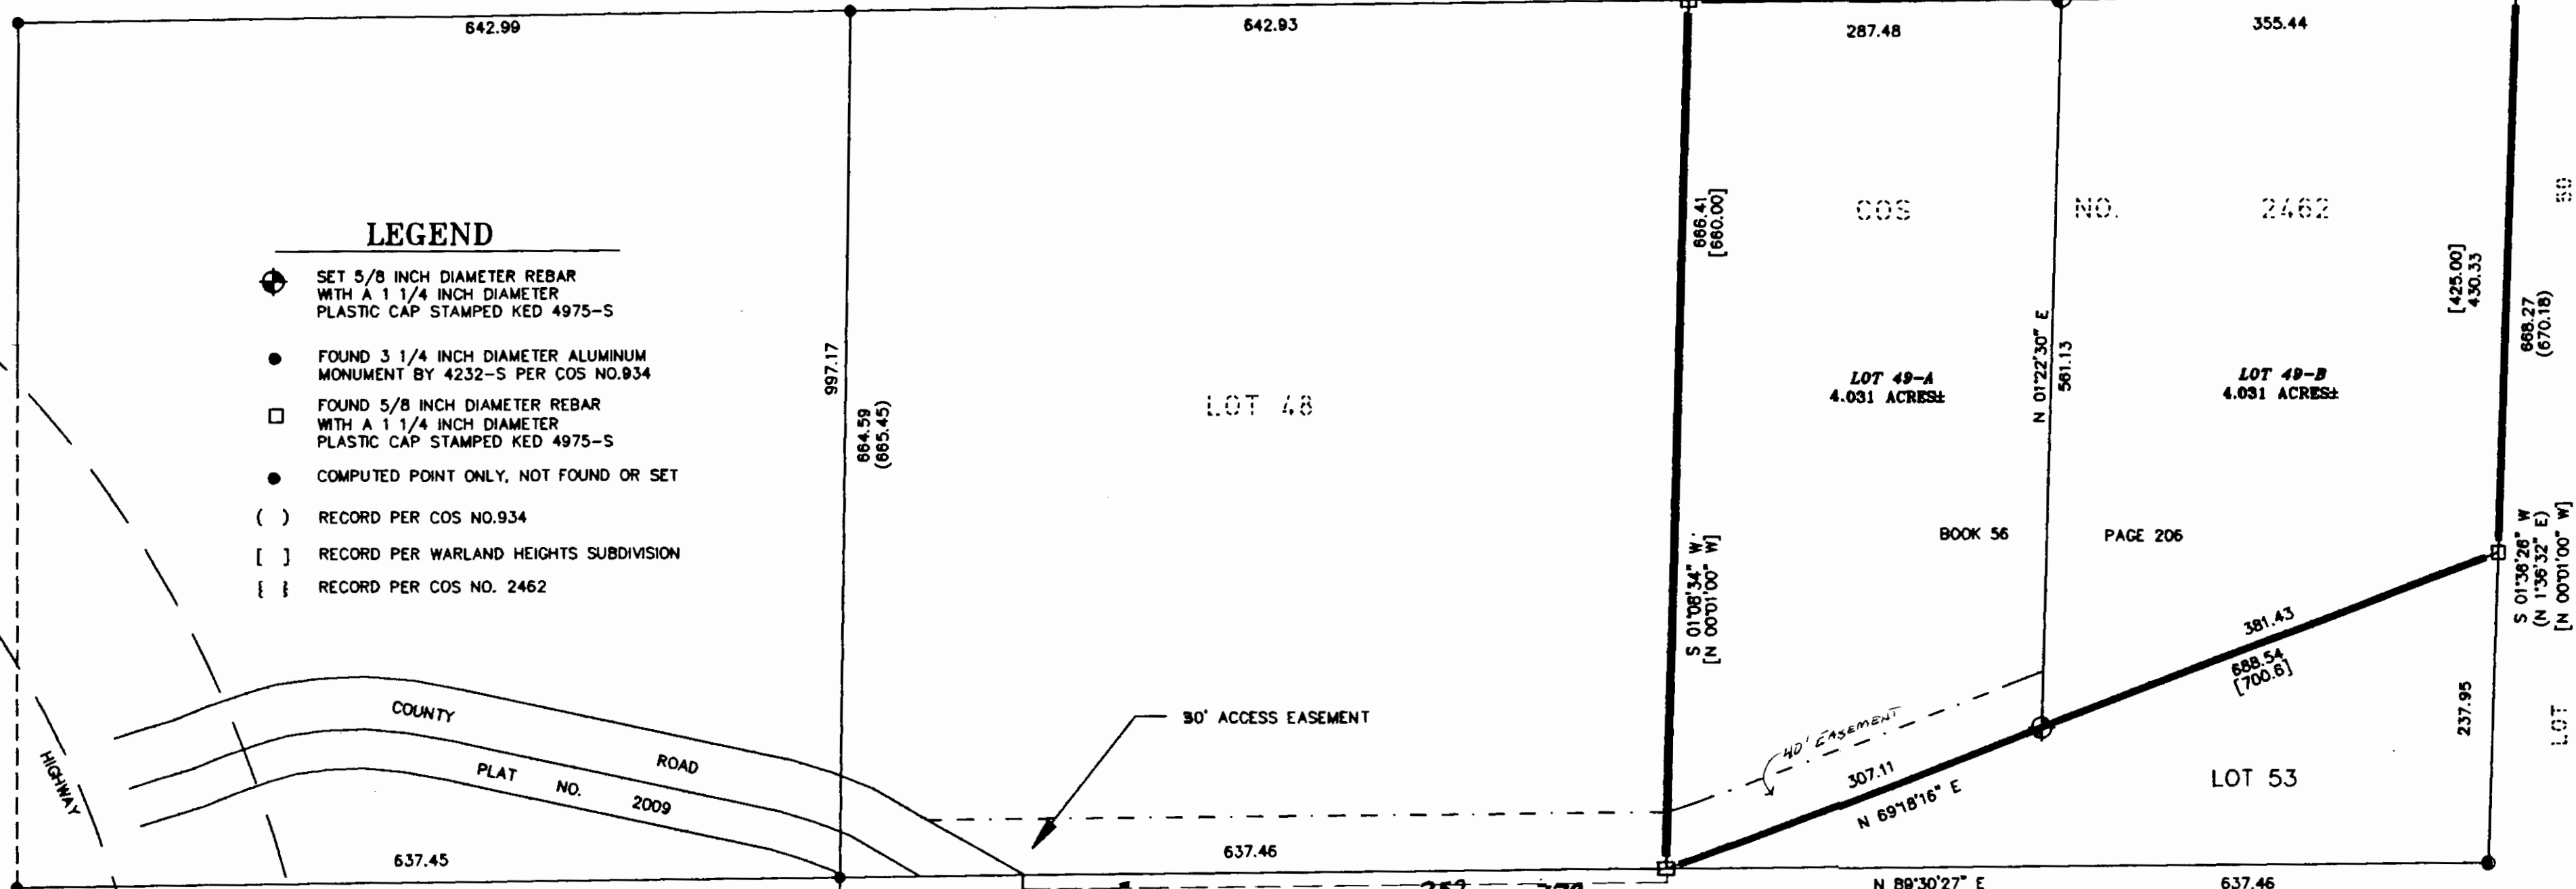 642.99
642.93
287.48
355.44
LEGEND
SET 5/8 INCH DIAMETER REBAR
WITH A 1 1/4 INCH DIAMETER
PLASTIC CAP STAMPED KED 4975-S
FOUND 3 1/4 INCH DIAMETER ALUMINUM
MONUMENT BY 4232-S PER COS NO.934
FOUND 5/8 INCH DIAMETER REBAR
WITH A 1 1/4 INCH DIAMETER
PLASTIC CAP STAMPED KED 4975-S
COMPUTED POINT ONLY, NOT FOUND OR SET
( ) RECORD PER COS NO.934
[ ] RECORD PER WARLAND HEIGHTS SUBDIVISION
{ } RECORD PER COS NO. 2462
997.17
664.59
(665.45)
LOT 48
666.41
[660.00]
S 01°08'34" W
[N 00°01'00" W]
COS NO. 2462
LOT 49-A
4.031 ACRES±
N 01°22'30" E
561.13
LOT 49-B
4.031 ACRES±
[425.00]
430.33
668.27
(670.18)
BOOK 56 PAGE 206
S 01°36'26" W
(N 1°36'32" E)
[N 00°01'00" W]
381.43
688.54
[700.6]
237.95
LOT
COUNTY ROAD
PLAT NO. 2009
HIGHWAY
30' ACCESS EASEMENT
40' EASEMENT
307.11
N 69°18'16" E
LOT 53
637.45
637.46
N 89°30'27" E
637.46